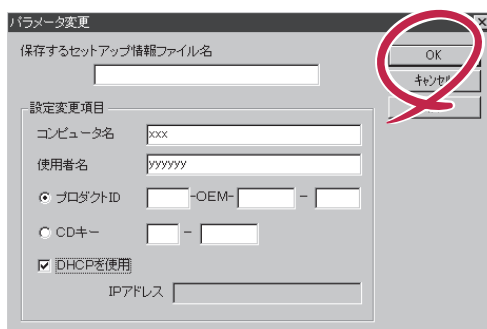 パラメータ変更
保存するセットアップ情報ファイル名
OK
キャンセル
設定変更項目
コンピュータ名 xxx
使用者名 yyyyyy
プロダクトID -OEM- -
CDキー -
DHCPを使用
IPアドレス